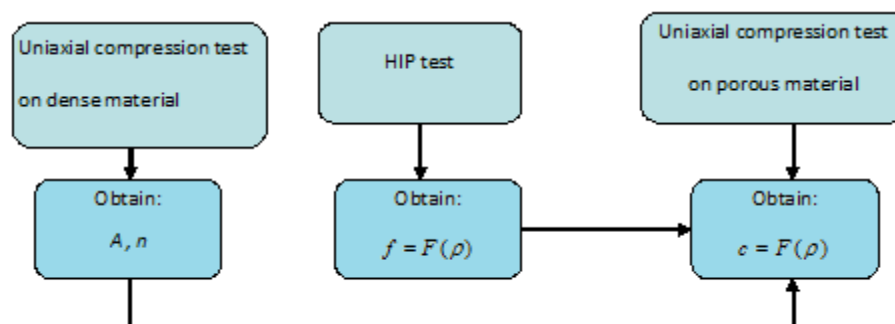 Uniaxial compression test
on dense material
HIP test
Uniaxial compression test
on porous material
Obtain:
A, n
Obtain:
f = F(ρ)
Obtain:
c = F(ρ)